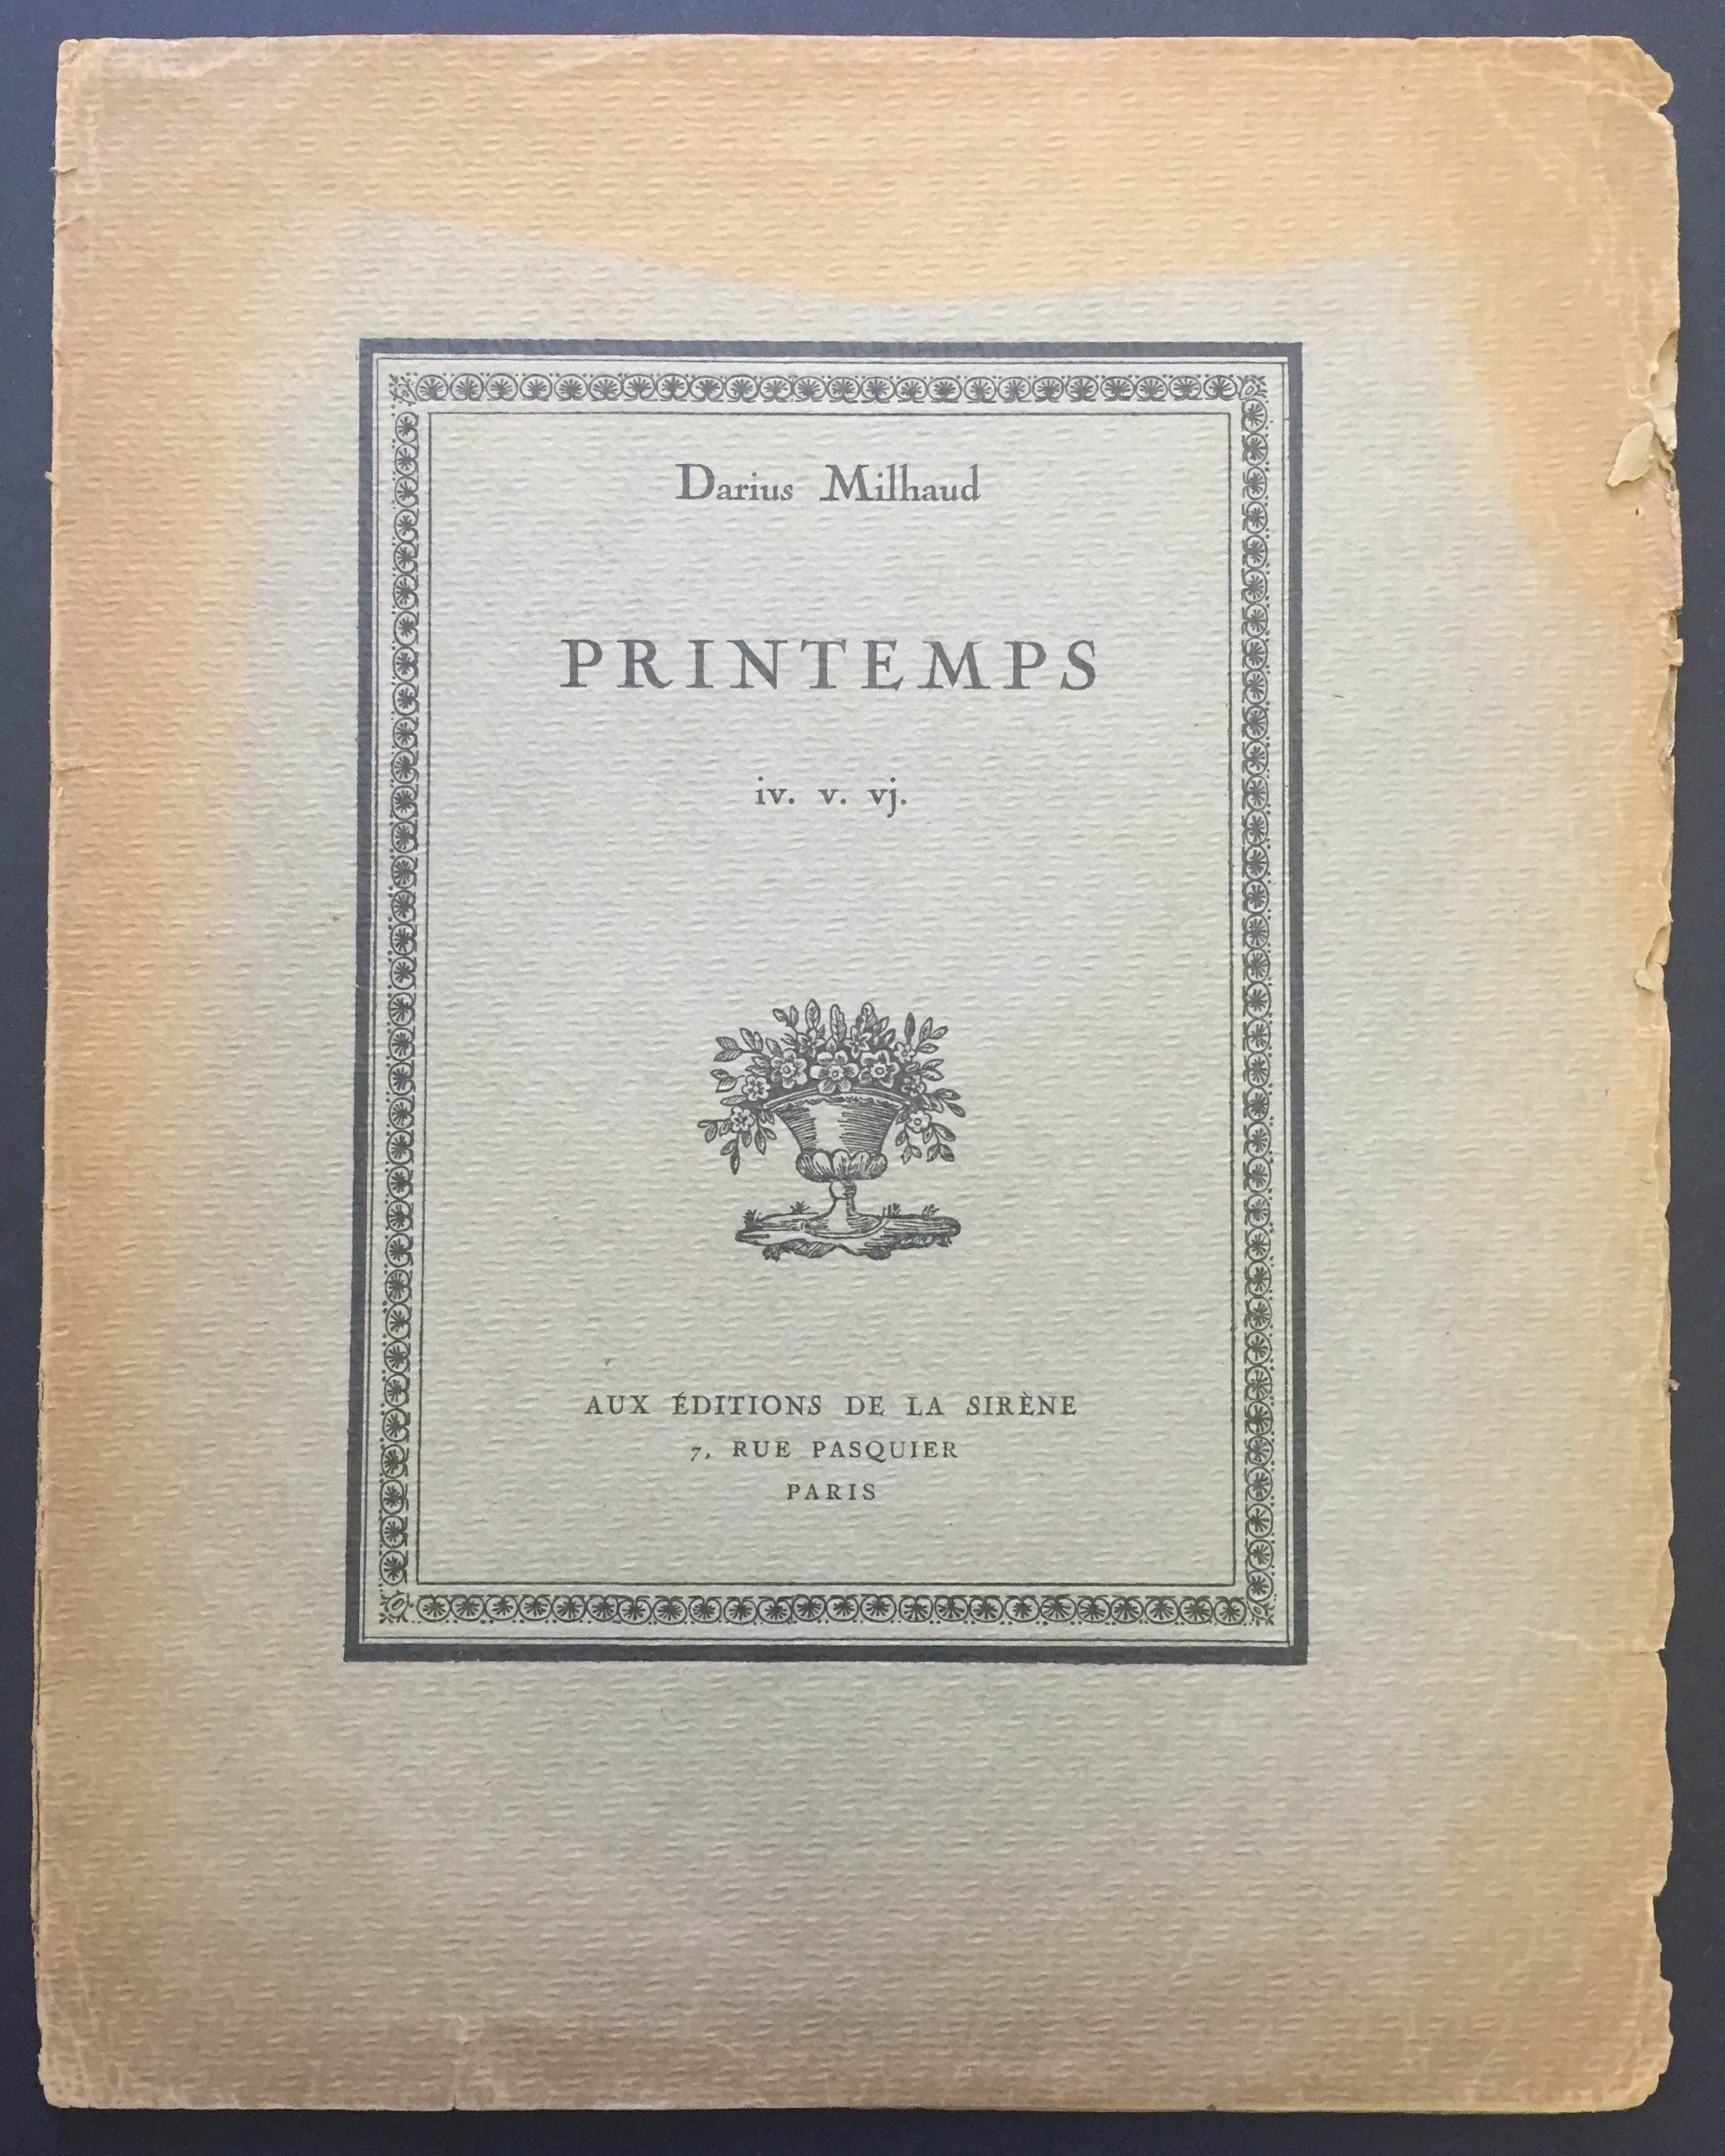 Darius Milhaud
PRINTEMPS
iv. v. vj.
AUX ÉDITIONS DE LA SIRÈNE
7, RUE PASQUIER
PARIS